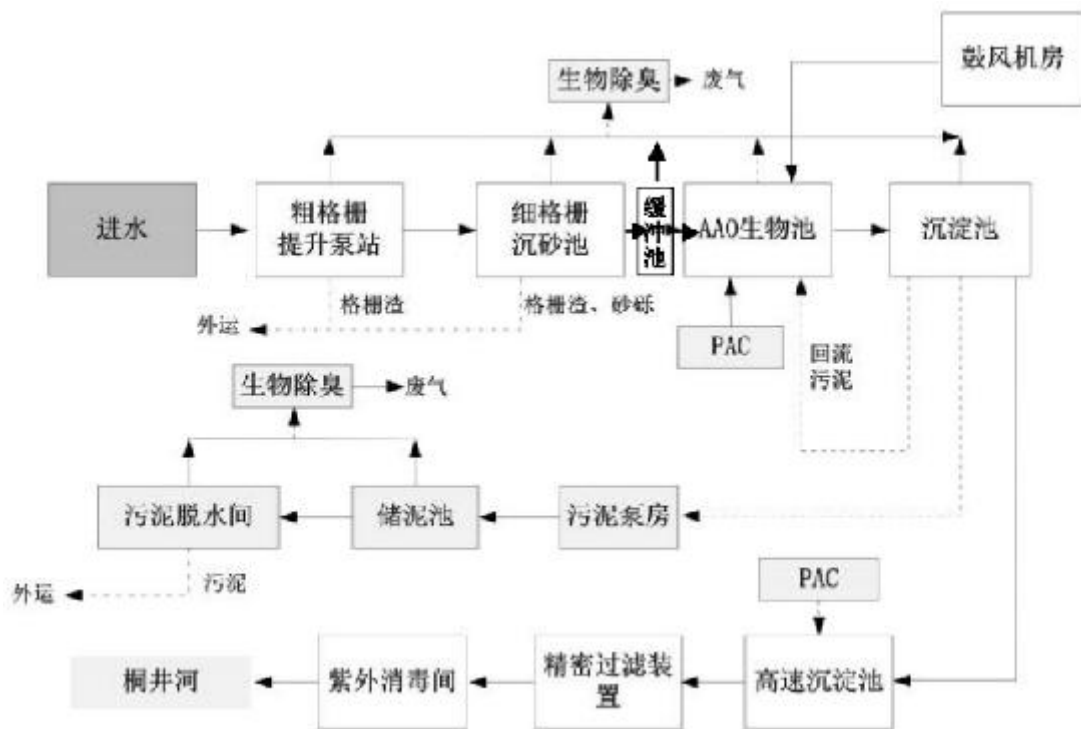 鼓风机房
生物除臭
废气
进水
粗格栅
提升泵站
细格栅
沉砂池
缓
冲
池
AAO生物池
沉淀池
格栅渣
格栅渣、砂砾
外运
PAC
回流
污泥
生物除臭
废气
污泥脱水间
储泥池
污泥泵房
污泥
外运
PAC
桐井河
紫外消毒间
精密过滤装
置
高速沉淀池